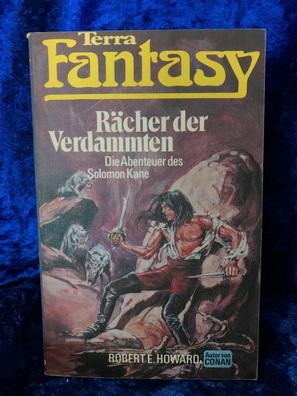 Terra
Fantasy
Rächer der
Verdammten
Die Abenteuer des
Solomon Kane
ROBERT E. HOWARD
Autor von
CONAN